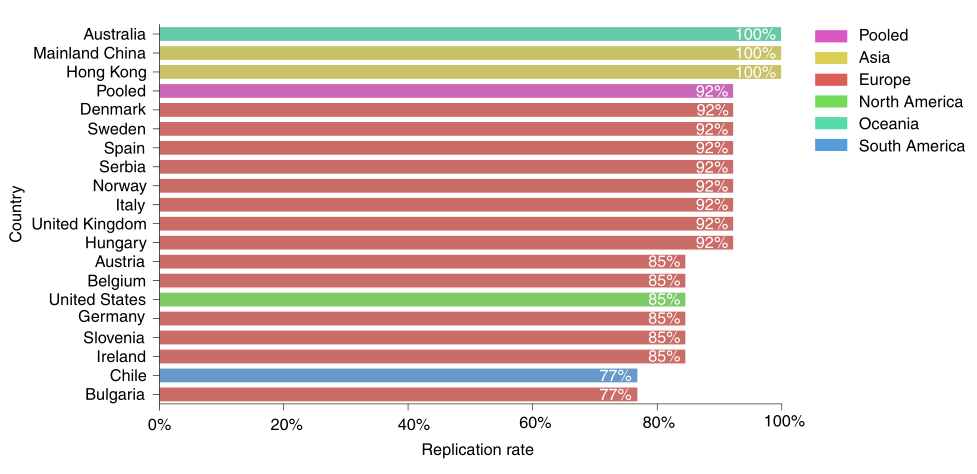 Australia 100%
Mainland China 100%
Hong Kong 100%
Pooled 92%
Denmark 92%
Sweden 92%
Spain 92%
Serbia 92%
Norway 92%
Italy 92%
United Kingdom 92%
Hungary 92%
Austria 85%
Belgium 85%
United States 85%
Germany 85%
Slovenia 85%
Ireland 85%
Chile 77%
Bulgaria 77%
0% 20% 40% 60% 80% 100%
Replication rate
Country
Pooled
Asia
Europe
North America
Oceania
South America